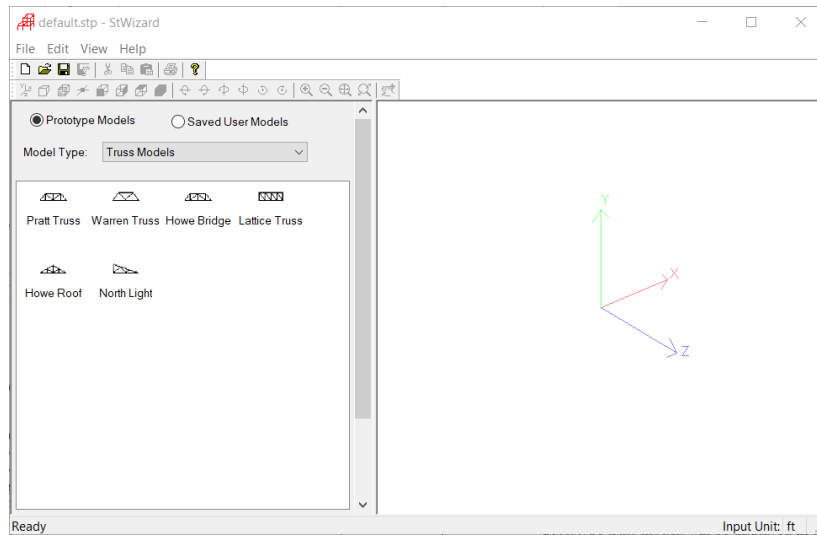 default.stp - StWizard
File Edit View Help
Prototype Models Saved User Models
Model Type: Truss Models
Pratt Truss Warren Truss Howe Bridge Lattice Truss
Howe Roof North Light
Y
X
Z
Ready Input Unit: ft